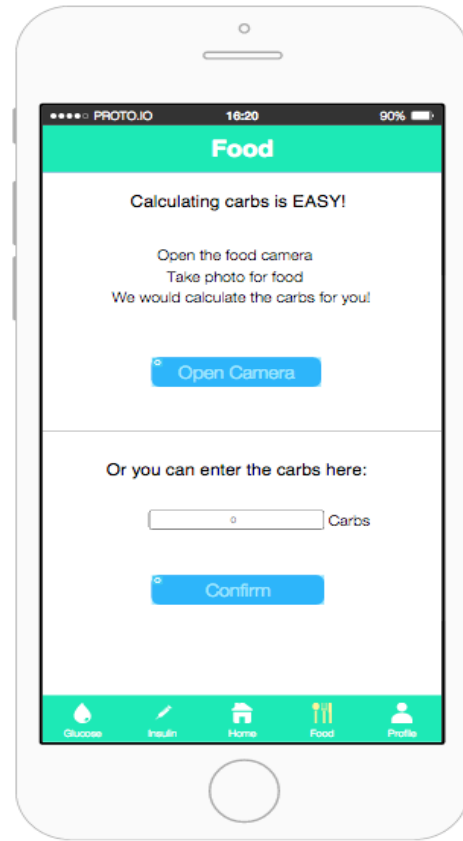 PROTO.IO 16:20 90%
Food
Calculating carbs is EASY!
Open the food camera
Take photo for food
We would calculate the carbs for you!
Open Camera
Or you can enter the carbs here:
0 Carbs
Confirm
Glucose Insulin Home Food Profile